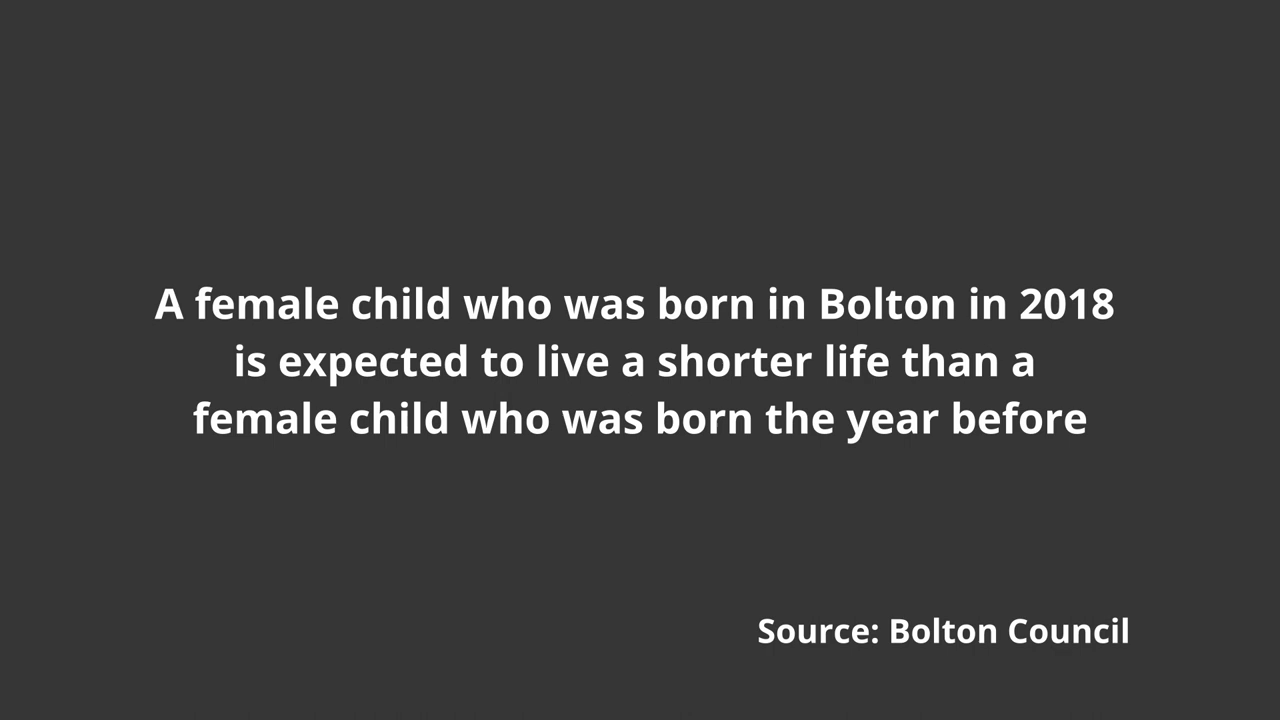 A female child who was born in Bolton in 2018
is expected to live a shorter life than a
female child who was born the year before
Source: Bolton Council